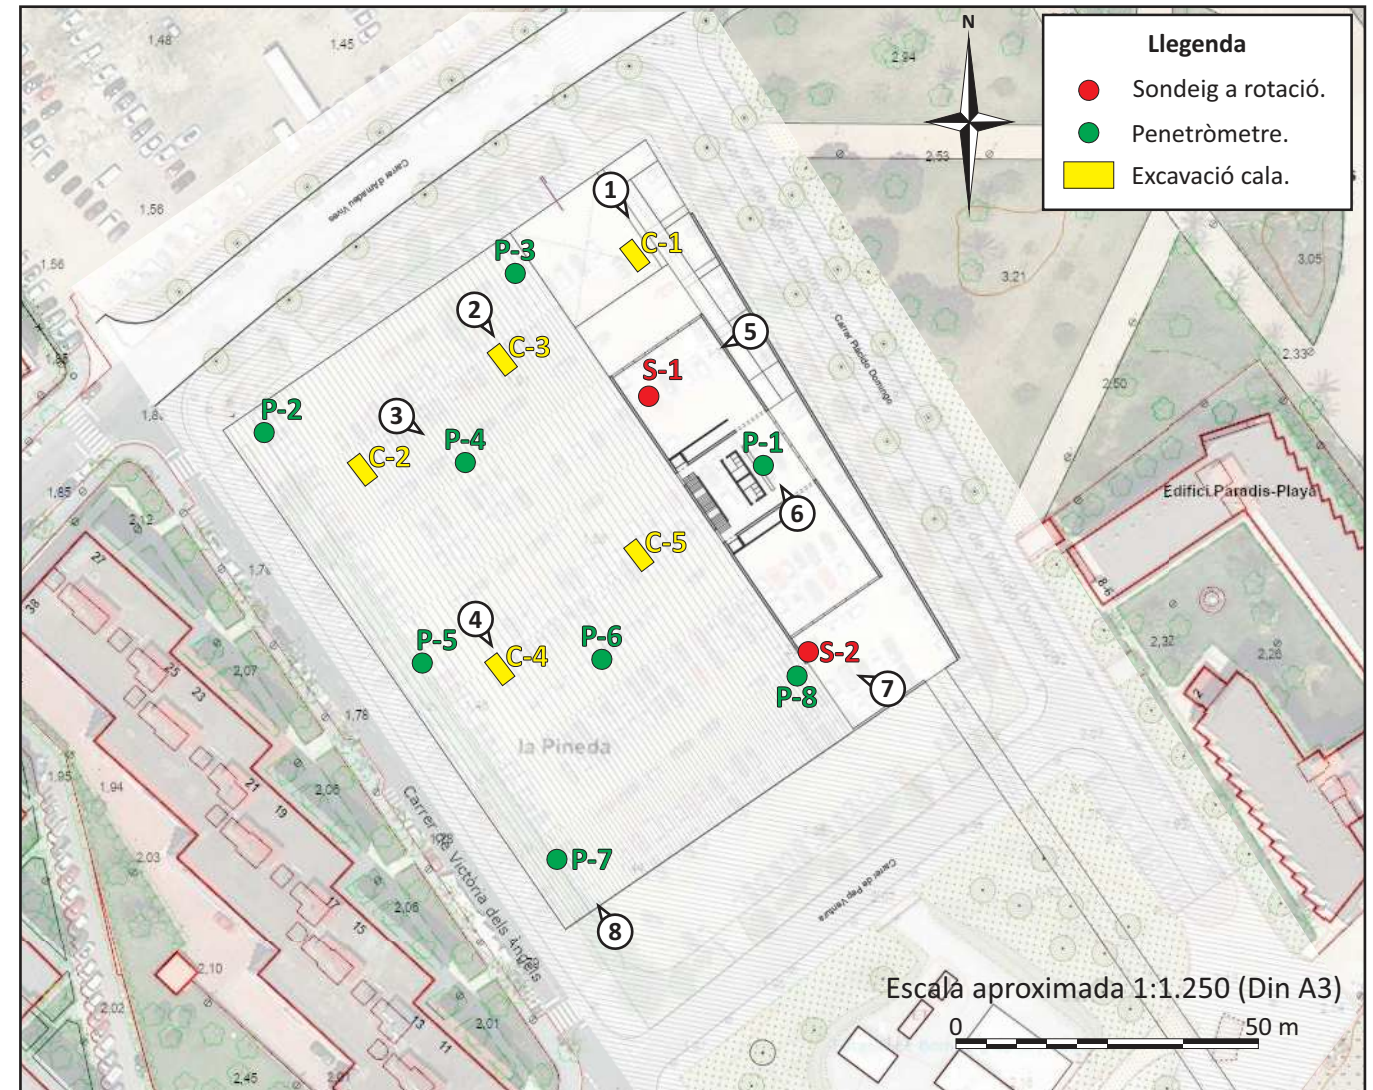 Llegenda
Sondeig a rotació.
Penetròmetre.
Excavació cala.
N
1,48
1,45
2,94
2,53
1,56
1,56
3,21
3,05
2,33
2,50
Carrer d'Amadeu Vives
Carrer Plácido Domingo
1
C-1
P-3
2
C-3
5
S-1
P-2
3
C-2
P-4
P-1
6
C-5
4
P-5
C-4
P-6
S-2
P-8
7
la Pineda
P-7
8
Edifici Paradis-Playa
8-6
2,32
2,26
2
1,85
2,12
27
38
25
23
2,07
1,78
21
19
1,95
1,94
2,03
2,06
17
15
2,06
2,10
2,02
13
11
2,01
2,45
Carrer de Victòria dels Àngels
Carrer de Pep Ventura
Escala aproximada 1:1.250 (Din A3)
0 50 m